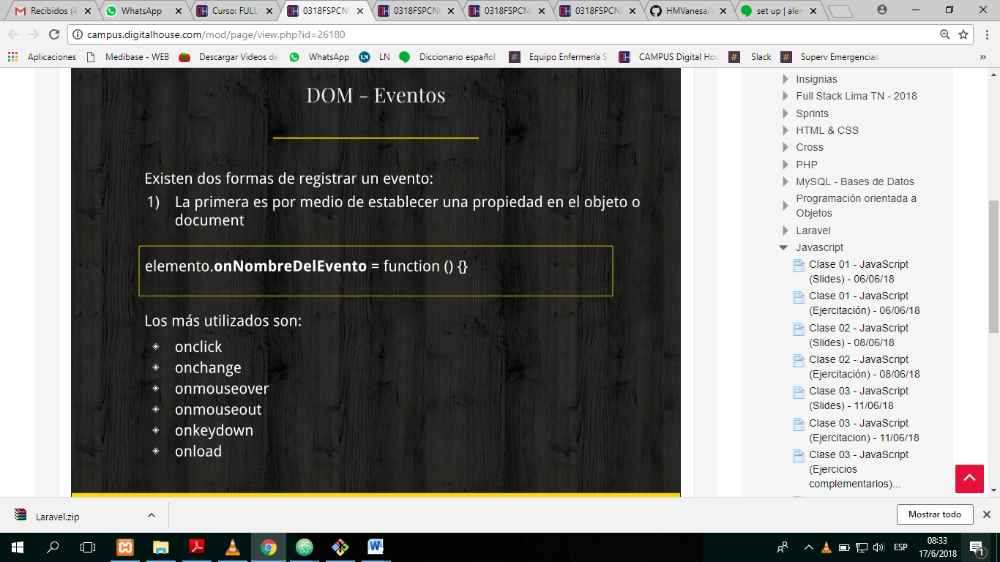 Recibidos (4
WhatsApp
Curso: FULL
0318FSPCNO
0318FSPCNO
0318FSPCNO
0318FSPCNO
HMVanesa/s
set up | alen
campus.digitalhouse.com/mod/page/view.php?id=26180
Aplicaciones
Medibase - WEB
Descargar Videos de
WhatsApp
LN
LN
Diccionario español
Equipo Enfermería S
CAMPUS Digital Hou
Slack
Superv Emergencias
»
DOM - Eventos
Existen dos formas de registrar un evento:
1) La primera es por medio de establecer una propiedad en el objeto o
document
elemento.onNombreDelEvento = function () {}
Los más utilizados son:
onclick
onchange
onmouseover
onmouseout
onkeydown
onload
Insignias
Full Stack Lima TN - 2018
Sprints
HTML & CSS
Cross
PHP
MySQL - Bases de Datos
Programación orientada a
Objetos
Laravel
Javascript
Clase 01 - JavaScript
(Slides) - 06/06/18
Clase 01 - JavaScript
(Ejercitación) - 06/06/18
Clase 02 - JavaScript
(Slides) - 08/06/18
Clase 02 - JavaScript
(Ejercitación) - 08/06/18
Clase 03 - JavaScript
(Slides) - 11/06/18
Clase 03 - JavaScript
(Ejercitacion) - 11/06/18
Clase 03 - JavaScript
(Ejercicios
complementarios)...
Laravel.zip
Mostrar todo
ESP
08:33
17/6/2018
1